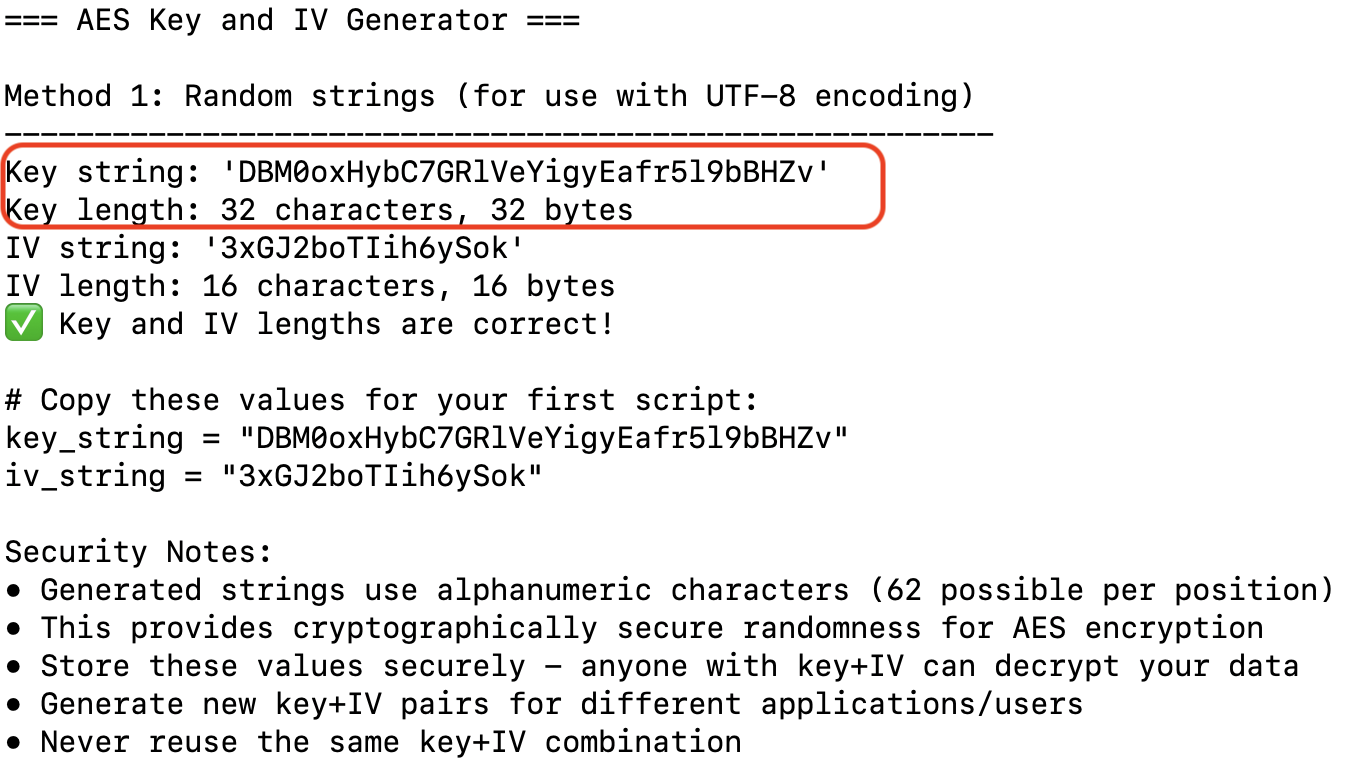 === AES Key and IV Generator ===
Method 1: Random strings (for use with UTF-8 encoding)
-------------------------------------------------------
Key string: 'DBM0oxHybC7GRlVeYigyEafr5l9bBHZv'
Key length: 32 characters, 32 bytes
IV string: '3xGJ2boTIih6ySok'
IV length: 16 characters, 16 bytes
✅ Key and IV lengths are correct!
# Copy these values for your first script:
key_string = "DBM0oxHybC7GRlVeYigyEafr5l9bBHZv"
iv_string = "3xGJ2boTIih6ySok"
Security Notes:
• Generated strings use alphanumeric characters (62 possible per position)
• This provides cryptographically secure randomness for AES encryption
• Store these values securely - anyone with key+IV can decrypt your data
• Generate new key+IV pairs for different applications/users
• Never reuse the same key+IV combination